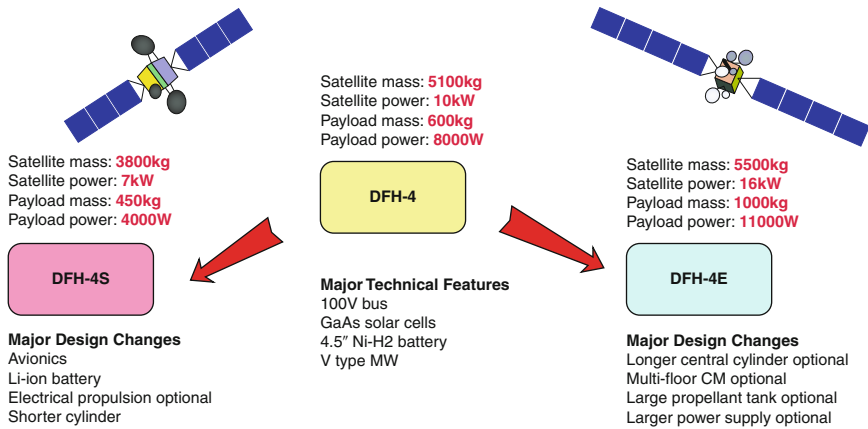 Satellite mass: 5100kg
Satellite power: 10kW
Payload mass: 600kg
Payload power: 8000W
DFH-4
Major Technical Features
100V bus
GaAs solar cells
4.5″ Ni-H2 battery
V type MW
Satellite mass: 3800kg
Satellite power: 7kW
Payload mass: 450kg
Payload power: 4000W
DFH-4S
Major Design Changes
Avionics
Li-ion battery
Electrical propulsion optional
Shorter cylinder
Satellite mass: 5500kg
Satellite power: 16kW
Payload mass: 1000kg
Payload power: 11000W
DFH-4E
Major Design Changes
Longer central cylinder optional
Multi-floor CM optional
Large propellant tank optional
Larger power supply optional